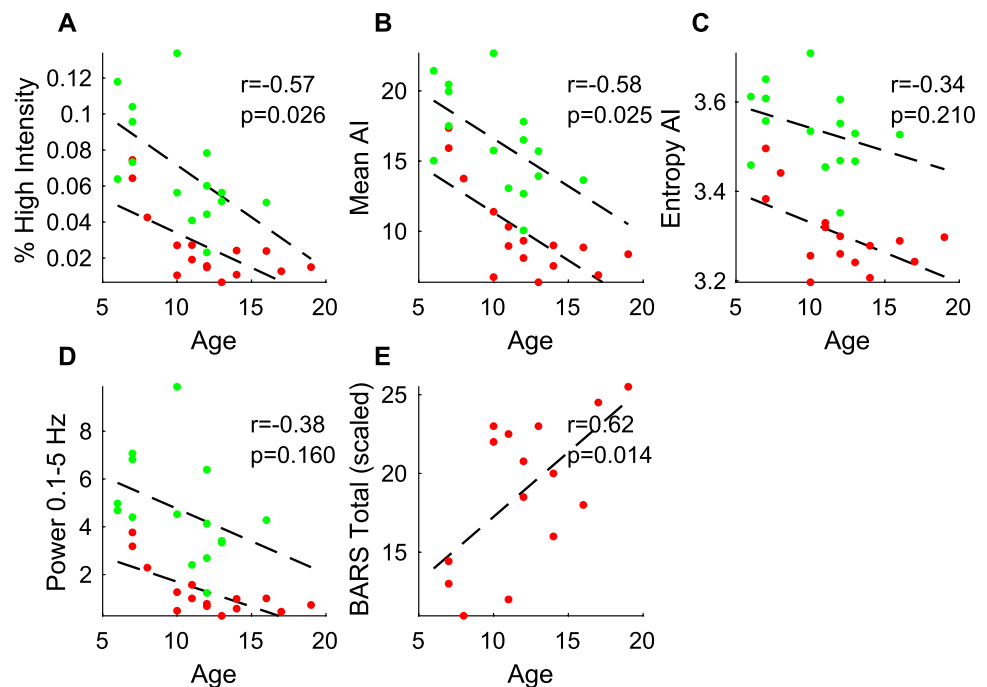 A
% High Intensity
0.12
0.1
0.08
0.06
0.04
0.02
r=-0.57
p=0.026
5
10
15
20
Age
B
Mean AI
20
15
10
r=-0.58
p=0.025
5
10
15
20
Age
C
Entropy AI
3.6
3.4
3.2
r=-0.34
p=0.210
5
10
15
20
Age
D
Power 0.1-5 Hz
8
6
4
2
r=-0.38
p=0.160
5
10
15
20
Age
E
BARS Total (scaled)
25
20
15
r=0.62
p=0.014
5
10
15
20
Age